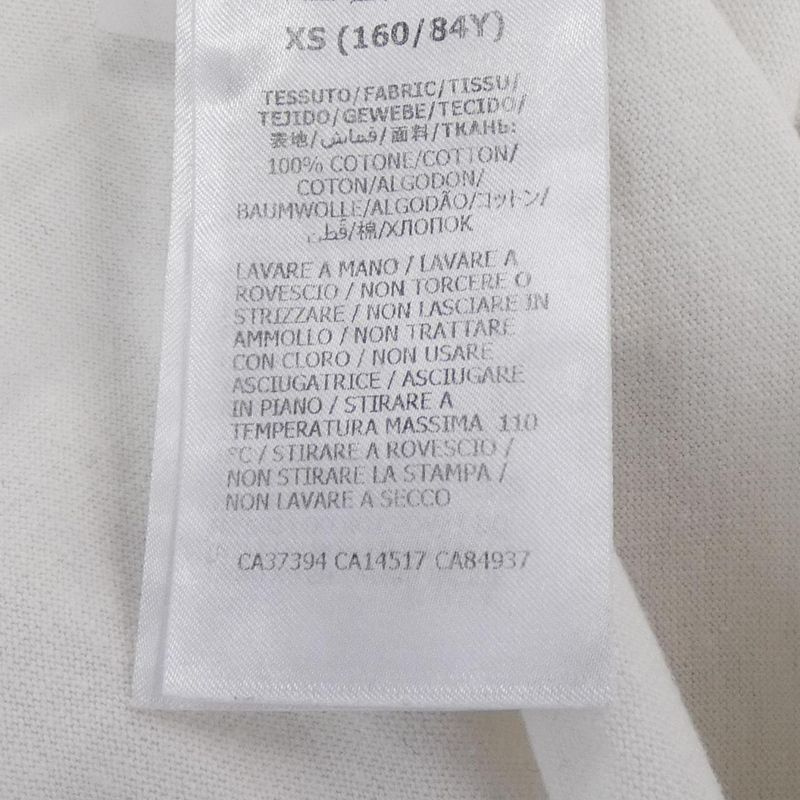 XS (160/84Y)
TESSUTO/FABRIC/TISSU/
TEJIDO/GEWEBE/TECIDO/
表地/قماش/面料/ТКАНЬ:
100% COTONE/COTTON/
COTON/ALGODON/
BAUMWOLLE/ALGODÃO/コットン/
قطن/棉/ХЛОПОК
LAVARE A MANO / LAVARE A
ROVESCIO / NON TORCERE O
STRIZZARE / NON LASCIARE IN
AMMOLLO / NON TRATTARE
CON CLORO / NON USARE
ASCIUGATRICE / ASCIUGARE
IN PIANO / STIRARE A
TEMPERATURA MASSIMA 110
°C / STIRARE A ROVESCIO /
NON STIRARE LA STAMPA /
NON LAVARE A SECCO
CA37394 CA14517 CA84937